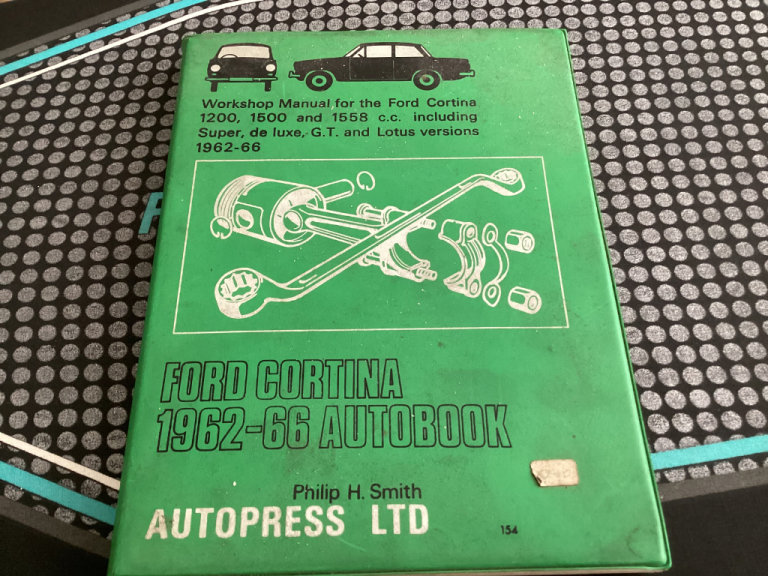 Workshop Manual for the Ford Cortina
1200, 1500 and 1558 c.c. including
Super, de luxe, G.T. and Lotus versions
1962-66
FORD CORTINA
1962-66 AUTOBOOK
Philip H. Smith
AUTOPRESS LTD
154